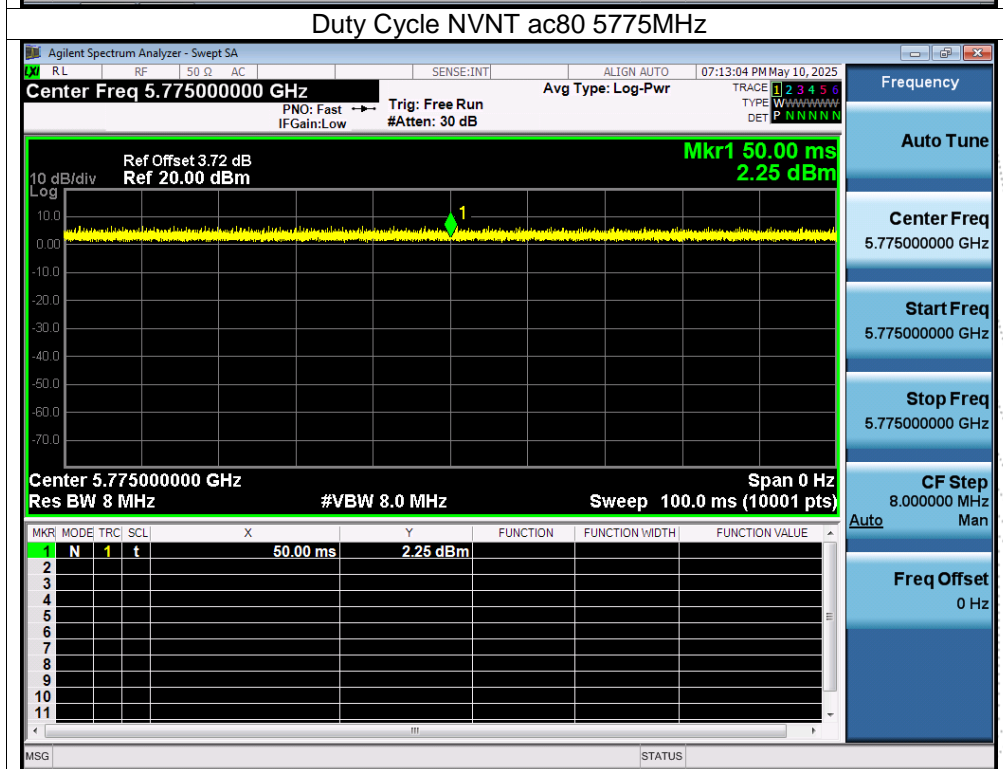 Duty Cycle NVNT ac80 5775MHz
Agilent Spectrum Analyzer - Swept SA
LXI RL RF 50 Ω AC SENSE:INT ALIGN AUTO 07:13:04 PM May 10, 2025
Center Freq 5.775000000 GHz
PNO: Fast
IFGain:Low
Trig: Free Run
#Atten: 30 dB
Avg Type: Log-Pwr
TRACE 1 2 3 4 5 6
TYPE WWWWWW
DET P N N N N N
Mkr1 50.00 ms
2.25 dBm
Ref Offset 3.72 dB
10 dB/div Ref 20.00 dBm
Log
10.0
0.00
-10.0
-20.0
-30.0
-40.0
-50.0
-60.0
-70.0
1
Center 5.775000000 GHz Span 0 Hz
Res BW 8 MHz #VBW 8.0 MHz Sweep 100.0 ms (10001 pts)
MKR MODE TRC SCL X Y FUNCTION FUNCTION WIDTH FUNCTION VALUE
1 N 1 t 50.00 ms 2.25 dBm
2
3
4
5
6
7
8
9
10
11
MSG STATUS
Frequency
Auto Tune
Center Freq
5.775000000 GHz
Start Freq
5.775000000 GHz
Stop Freq
5.775000000 GHz
CF Step
8.000000 MHz
Auto Man
Freq Offset
0 Hz